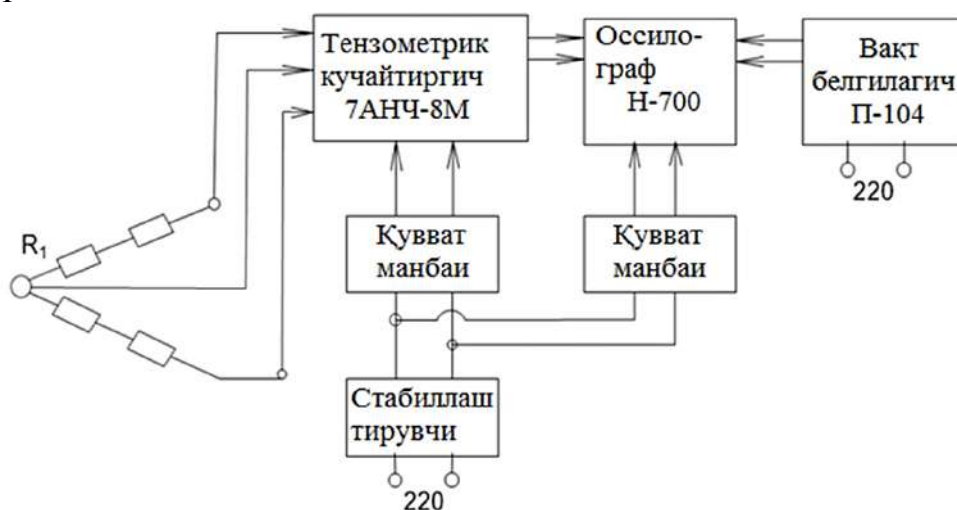 Тензометрик
кучайтиргич
7АНЧ-8М
Оссило-
граф
Н-700
Вақт
белгилагич
П-104
220
R1
Қувват
манбаи
Қувват
манбаи
Стабиллаш
тирувчи
220